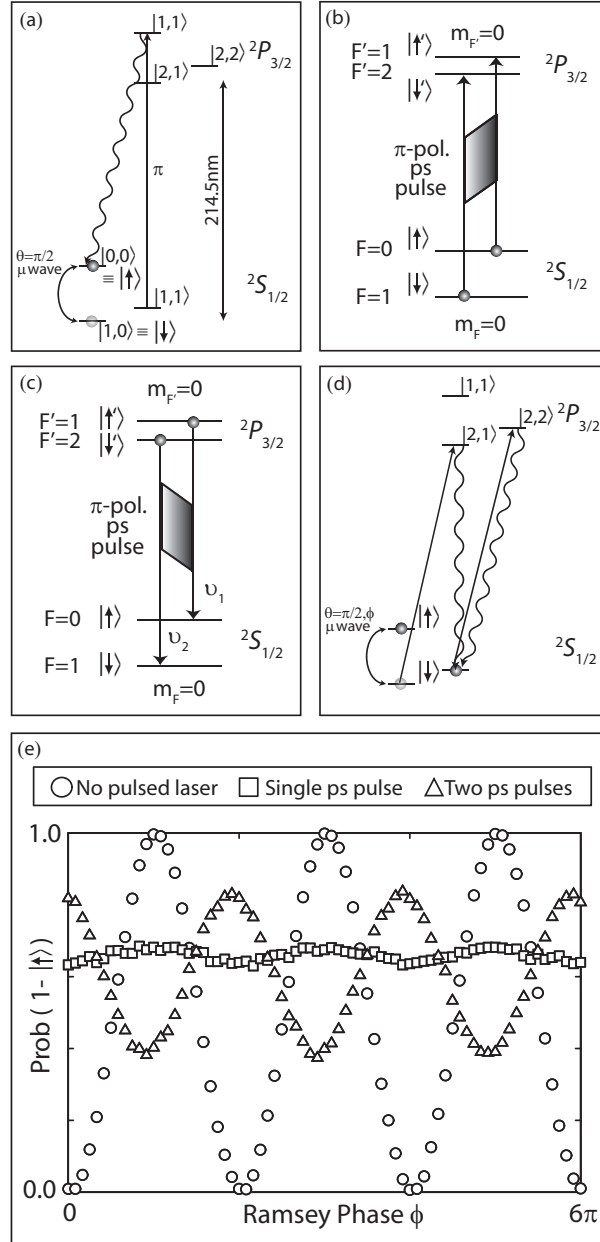 (a)
|1,1⟩
|2,2⟩ ²P₃/₂
|2,1⟩
π
214.5nm
θ=π/2
μwave
|0,0⟩
≡ |↑⟩
|1,1⟩
²S₁/₂
|1,0⟩ ≡ |↓⟩
(b)
m_F'=0
F'=1 |↑'⟩
F'=2 |↓'⟩
²P₃/₂
π-pol.
ps
pulse
F=0 |↑⟩
²S₁/₂
F=1 |↓⟩
m_F=0
(c)
m_F'=0
F'=1 |↑'⟩
F'=2 |↓'⟩
²P₃/₂
π-pol.
ps
pulse
υ₁
F=0 |↑⟩
υ₂
²S₁/₂
F=1 |↓⟩
m_F=0
(d)
|1,1⟩
|2,2⟩ ²P₃/₂
|2,1⟩
θ=π/2,ϕ
μwave
|↑⟩
²S₁/₂
|↓⟩
(e)
No pulsed laser Single ps pulse Two ps pulses
1.0
Prob ( 1- |↑⟩)
0.0
0 Ramsey Phase ϕ 6π